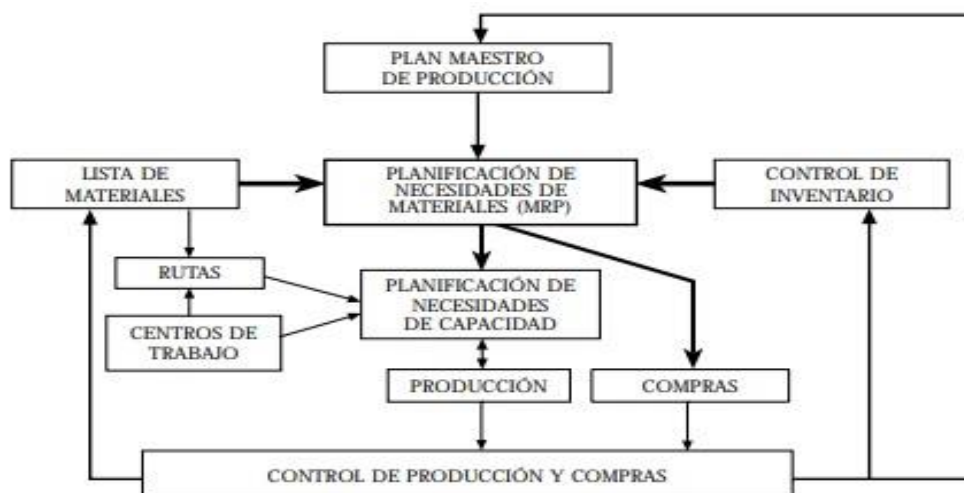 PLAN MAESTRO
DE PRODUCCIÓN
LISTA DE
MATERIALES
PLANIFICACIÓN DE
NECESIDADES DE
MATERIALES (MRP)
CONTROL DE
INVENTARIO
RUTAS
CENTROS DE
TRABAJO
PLANIFICACIÓN DE
NECESIDADES
DE CAPACIDAD
PRODUCCIÓN
COMPRAS
CONTROL DE PRODUCCIÓN Y COMPRAS